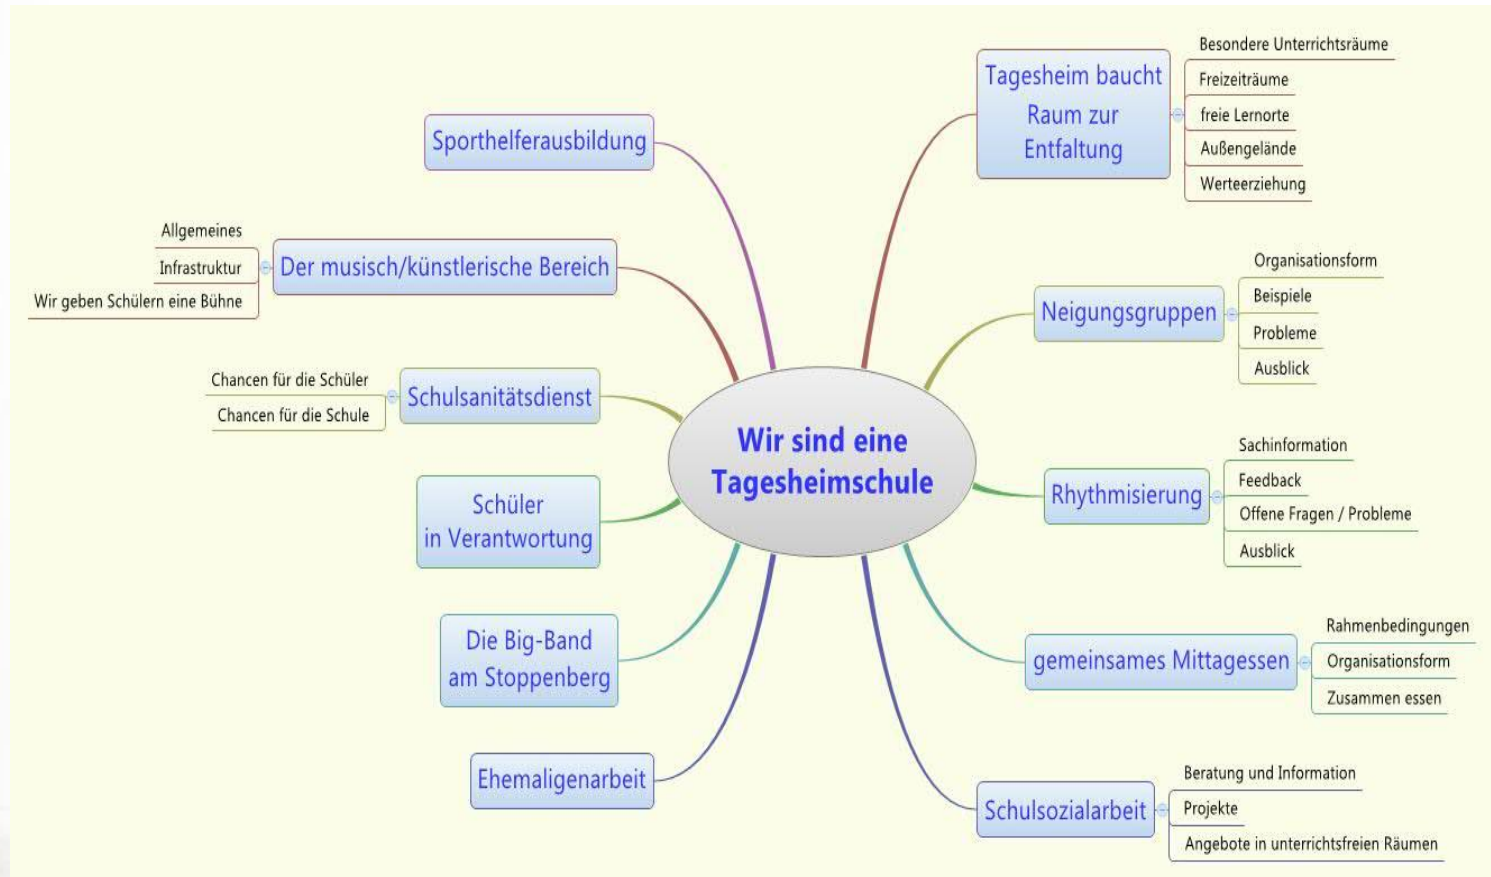 Wir sind eine
Tagesheimschule
Tagesheim baucht
Raum zur
Entfaltung
Besondere Unterrichtsräume
Freizeiträume
freie Lernorte
Außengelände
Werteerziehung
Neigungsgruppen
Organisationsform
Beispiele
Probleme
Ausblick
Rhythmisierung
Sachinformation
Feedback
Offene Fragen / Probleme
Ausblick
gemeinsames Mittagessen
Rahmenbedingungen
Organisationsform
Zusammen essen
Schulsozialarbeit
Beratung und Information
Projekte
Angebote in unterrichtsfreien Räumen
Sporthelferausbildung
Der musisch/künstlerische Bereich
Allgemeines
Infrastruktur
Wir geben Schülern eine Bühne
Schulsanitätsdienst
Chancen für die Schüler
Chancen für die Schule
Schüler
in Verantwortung
Die Big-Band
am Stoppenberg
Ehemaligenarbeit